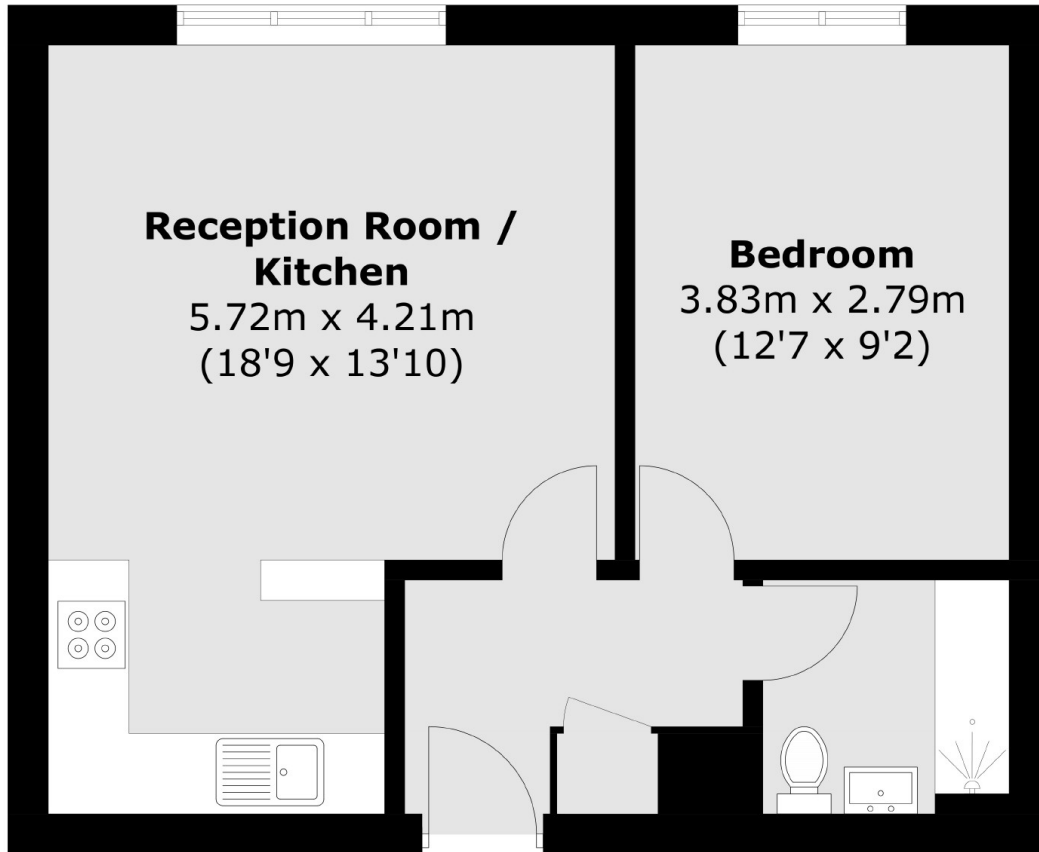 Reception Room /
Kitchen
5.72m x 4.21m
(18'9 x 13'10)
Bedroom
3.83m x 2.79m
(12'7 x 9'2)